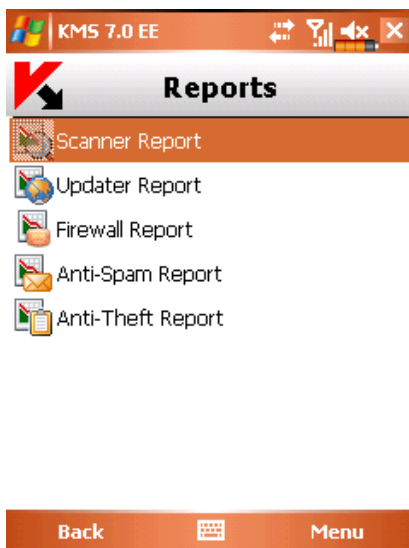 KMS 7.0 EE
Reports
Scanner Report
Updater Report
Firewall Report
Anti-Spam Report
Anti-Theft Report
Back Menu